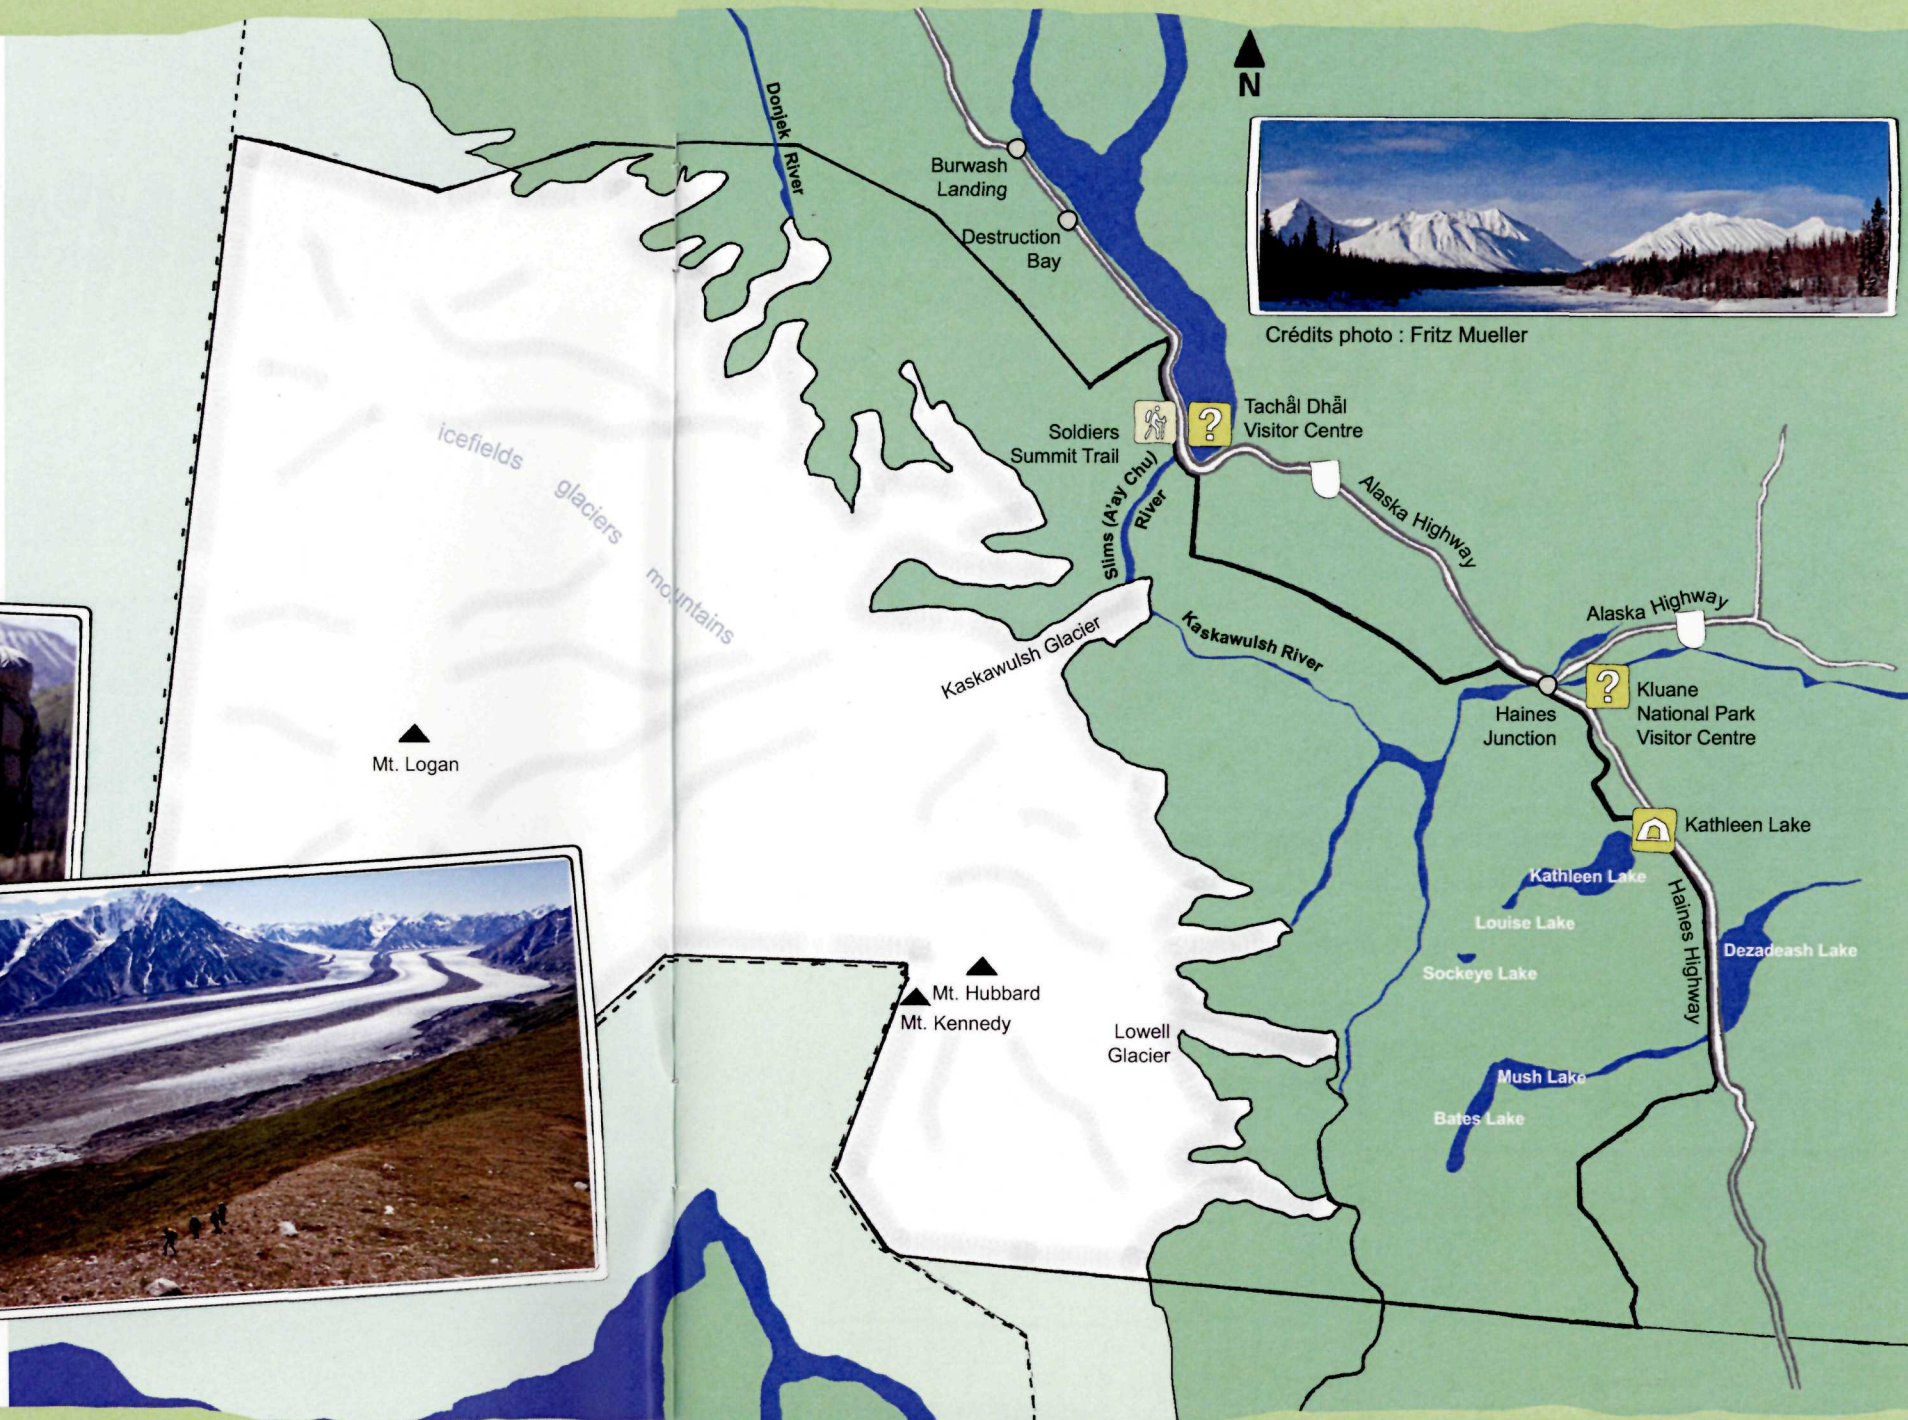 N
Donjek River
Burwash
Landing
Destruction
Bay
Crédits photo : Fritz Mueller
Soldiers
Summit Trail
?
Tachâl Dhäl
Visitor Centre
Slims (A'ay Chu)
River
Alaska Highway
icefields
glaciers
mountains
Kaskawulsh Glacier
Kaskawulsh River
Alaska Highway
?
Kluane
National Park
Visitor Centre
Haines
Junction
Mt. Logan
Kathleen Lake
Kathleen Lake
Louise Lake
Sockeye Lake
Haines Highway
Dezadeash Lake
Mt. Hubbard
Mt. Kennedy
Lowell
Glacier
Mush Lake
Bates Lake